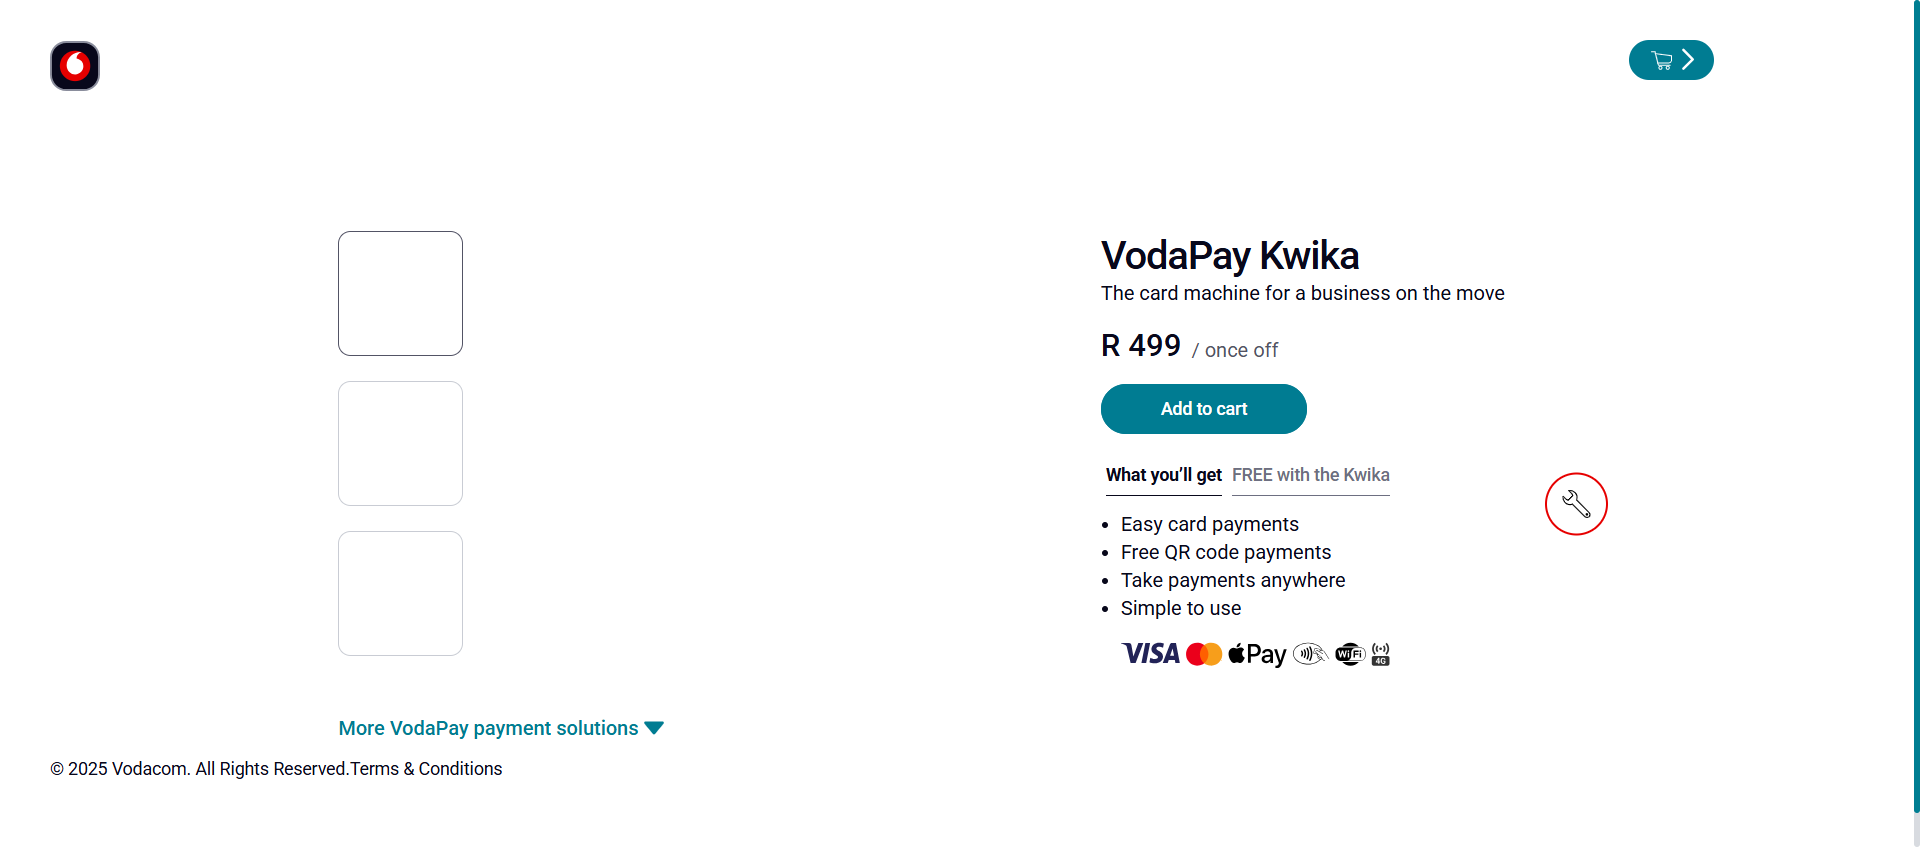 VodaPay Kwika
The card machine for a business on the move
R 499 / once off
Add to cart
What you’ll get FREE with the Kwika
• Easy card payments
• Free QR code payments
• Take payments anywhere
• Simple to use
VISA Pay WiFi 4G
More VodaPay payment solutions
© 2025 Vodacom. All Rights Reserved.Terms & Conditions